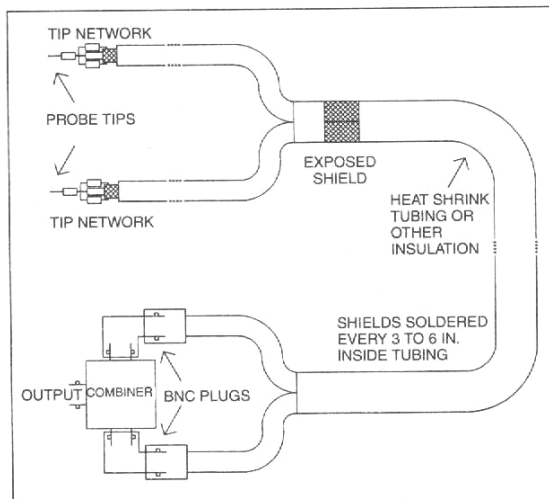 TIP NETWORK
PROBE TIPS
TIP NETWORK
EXPOSED
SHIELD
HEAT SHRINK
TUBING OR
OTHER
INSULATION
SHIELDS SOLDERED
EVERY 3 TO 6 IN.
INSIDE TUBING
OUTPUT
COMBINER
BNC PLUGS